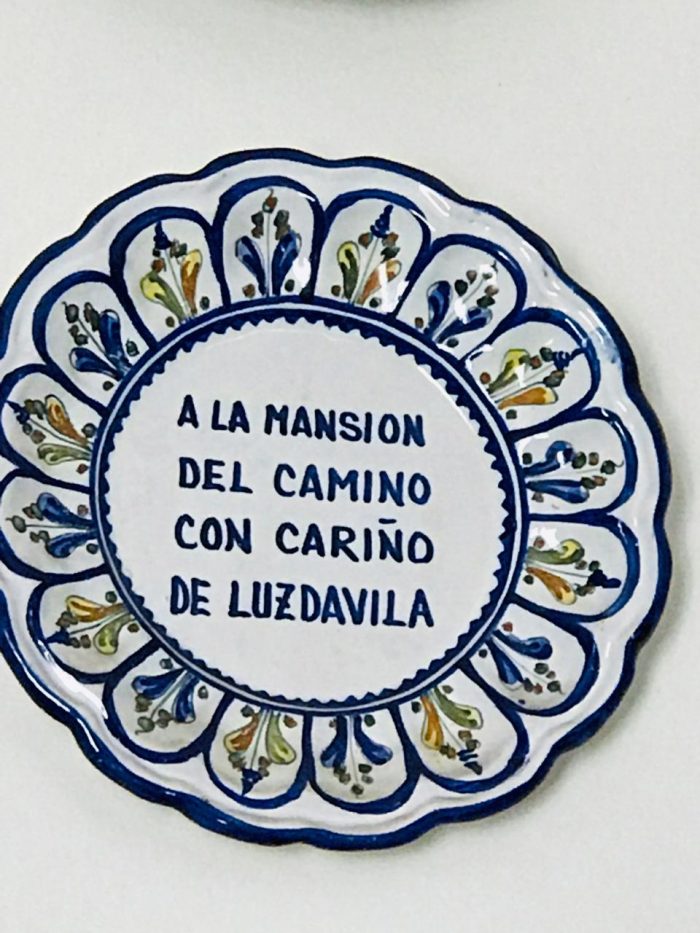 A LA MANSION
DEL CAMINO
CON CARIÑO
DE LUZDAVILA